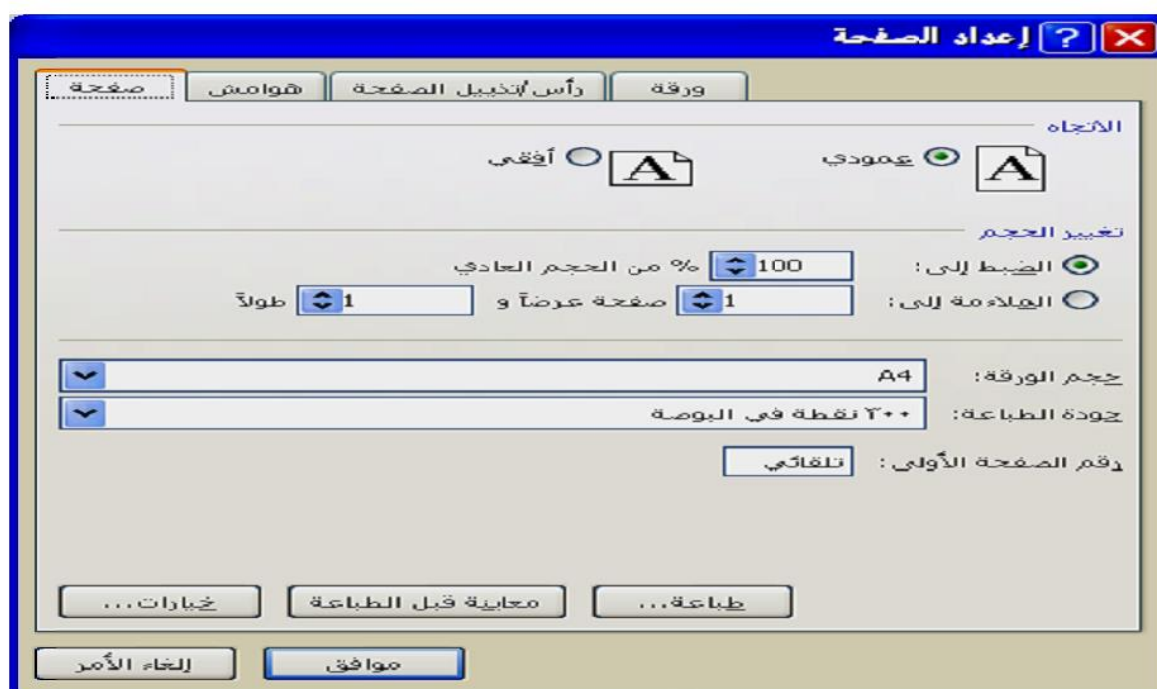 إعداد الصفحة
صفحة هوامش رأس/تذييل الصفحة ورقة
الاتجاه
A عمودي A أفقي
تغيير الحجم
الضبط إلى: 100 % من الحجم العادي
الملاءمة إلى: 1 صفحة عرضاً و 1 طولاً
حجم الورقة: A4
جودة الطباعة: ٣٠٠ نقطة في البوصة
رقم الصفحة الأولى: تلقائي
طباعة... معاينة قبل الطباعة خيارات...
موافق إلغاء الأمر